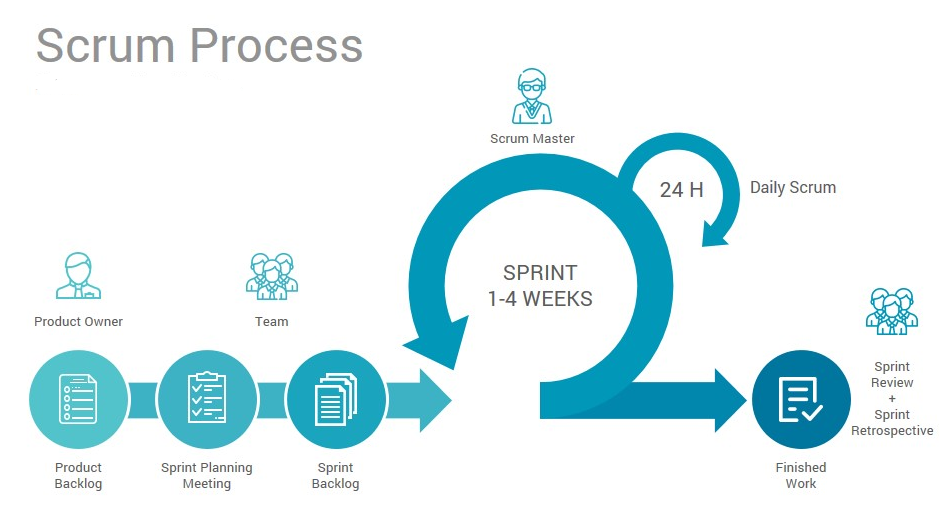 Scrum Process
Scrum Master
24 H
Daily Scrum
SPRINT
1-4 WEEKS
Product Owner
Team
Product
Backlog
Sprint Planning
Meeting
Sprint
Backlog
Finished
Work
Sprint
Review
+
Sprint
Retrospective